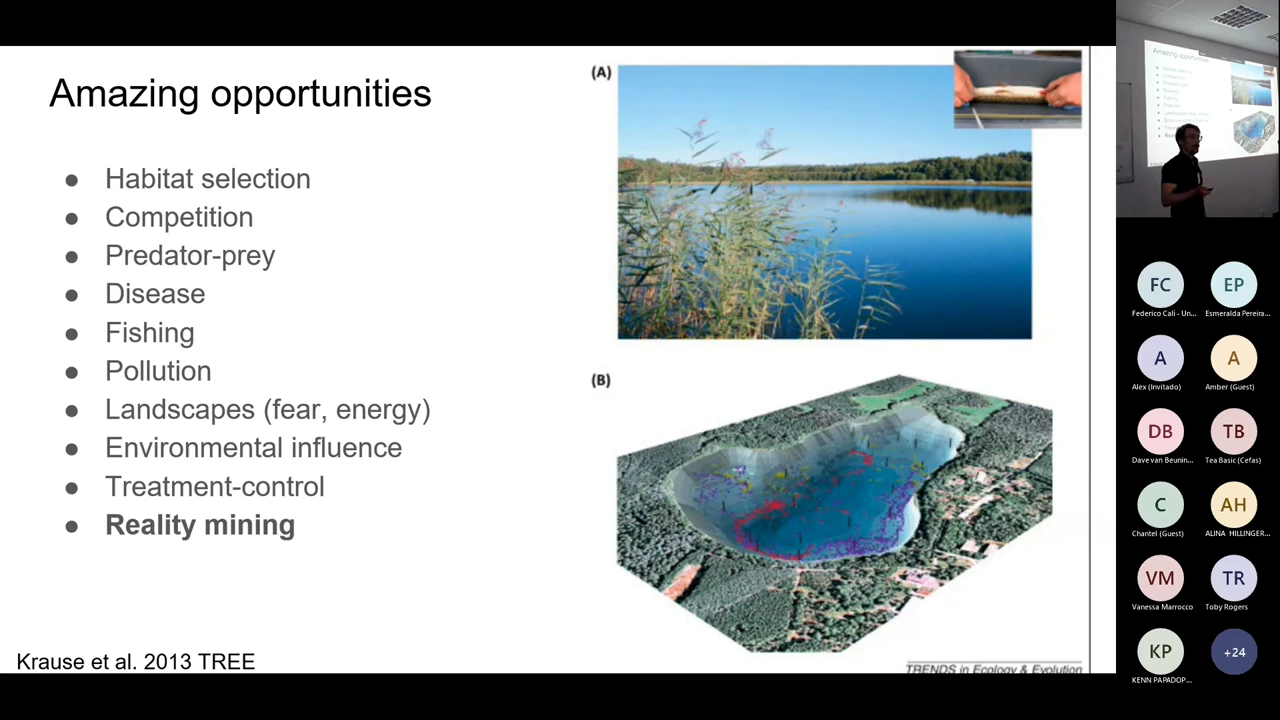 Amazing opportunities
● Habitat selection
● Competition
● Predator-prey
● Disease
● Fishing
● Pollution
● Landscapes (fear, energy)
● Environmental influence
● Treatment-control
● Reality mining
Krause et al. 2013 TREE
(A)
(B)
TRENDS in Ecology & Evolution
Amazing opportunities
FC
EP
Federico Cali - Un...
Esmeralda Pereira...
A
A
Alex (Invitado)
Amber (Guest)
DB
TB
Dave van Beunin...
Tea Basic (Cefas)
C
AH
Chantel (Guest)
ALINA HILLINGER...
VM
TR
Vanessa Marrocco
Toby Rogers
KP
+24
KENN PAPADOP...